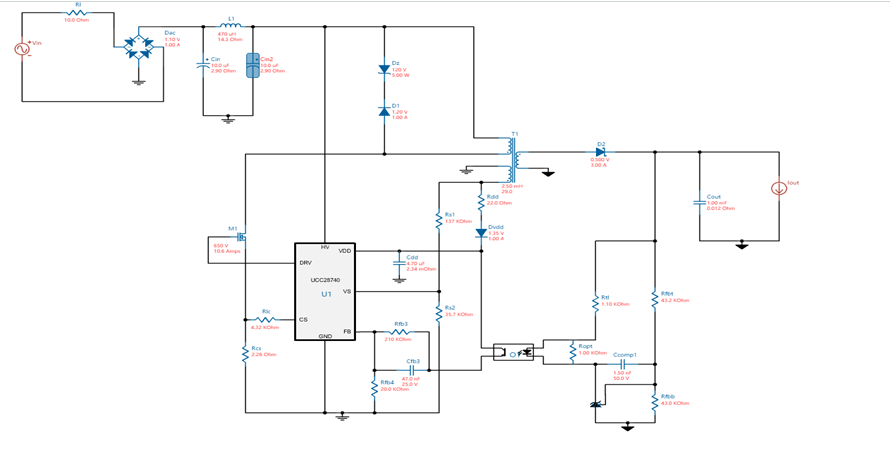 Ri
10.0 Ohm
Vin
Dac
1.10 V
1.00 A
L1
470 uH
14.3 Ohm
Cin
10.0 uF
2.90 Ohm
Cin2
10.0 uF
2.90 Ohm
Dz
120 V
5.00 W
D1
1.20 V
1.00 A
T1
2.50 mH
29.0
D2
0.500 V
3.00 A
Cout
1.00 mF
0.012 Ohm
Iout
Rdd
22.0 Ohm
Dvdd
1.35 V
1.00 A
Rs1
137 KOhm
M1
650 V
10.6 Amps
HV
VDD
DRV
UCC28740
U1
VS
CS
FB
GND
Cdd
4.70 uF
2.34 mOhm
Rs2
35.7 KOhm
Rlc
4.32 KOhm
Rcs
2.26 Ohm
Rfb3
210 KOhm
Cfb3
47.0 nF
25.0 V
Rfb4
20.0 KOhm
Rtl
1.10 KOhm
Rfbt
43.2 KOhm
Ropt
1.00 KOhm
Ccomp1
1.50 nF
50.0 V
Rfbb
43.0 KOhm